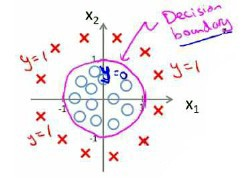 x₂
Decision
boundary
y=1
1
y=0
y=1
-1
1
x₁
y=1
-1